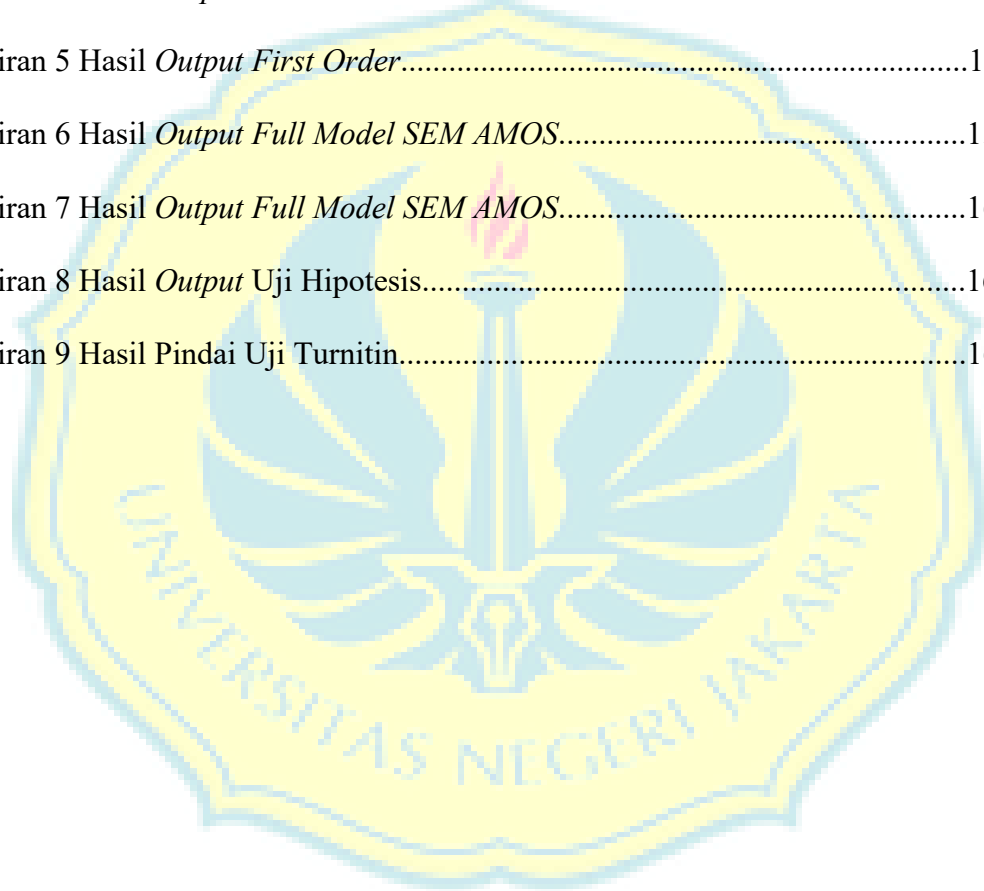 iran 5 Hasil Output First Order..........1
iran 6 Hasil Output Full Model SEM AMOS..........1
iran 7 Hasil Output Full Model SEM AMOS..........1
iran 8 Hasil Output Uji Hipotesis..........1
iran 9 Hasil Pindai Uji Turnitin..........1
UNIVERSITAS NEGERI JAKARTA